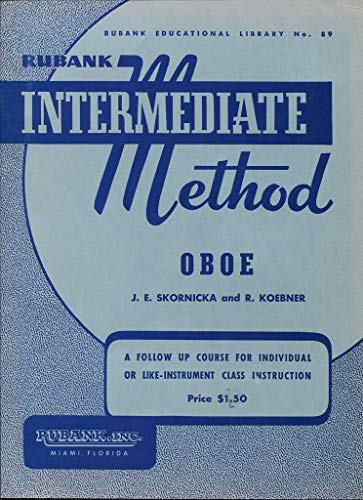 RUBANK EDUCATIONAL LIBRARY No. 89
RUBANK
INTERMEDIATE
Method
OBOE
J. E. SKORNICKA and R. KOEBNER
A FOLLOW UP COURSE FOR INDIVIDUAL
OR LIKE-INSTRUMENT CLASS INSTRUCTION
Price $1.50
RUBANK, INC.
MIAMI, FLORIDA